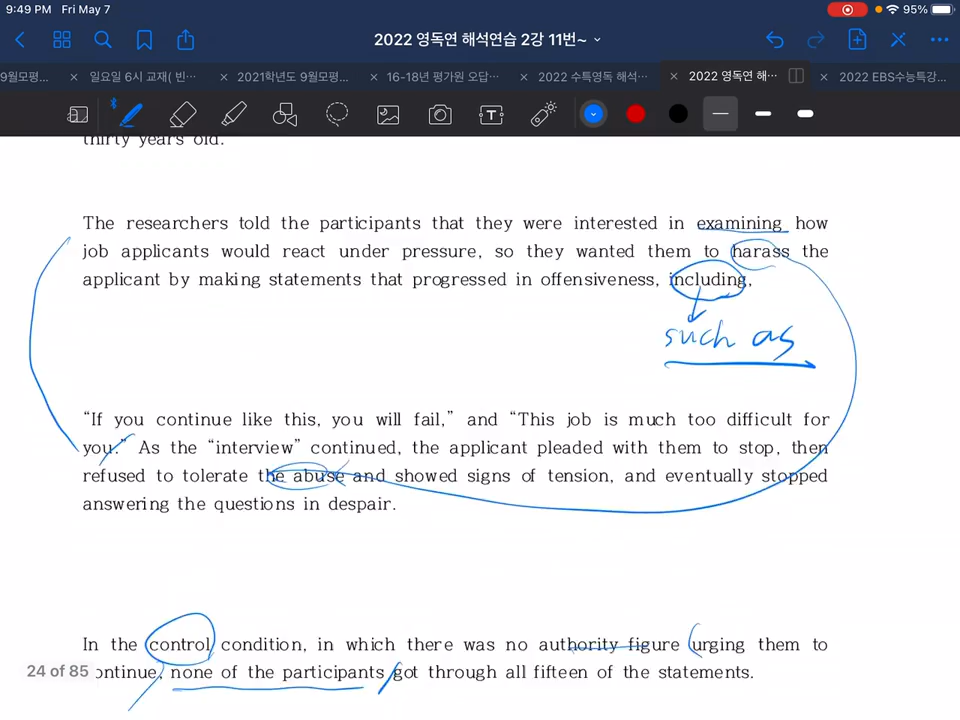 9:49 PM Fri May 7
95%
2022 영독연 해석연습 2강 11번~
9월모평...
일요일 6시 교재( 빈...
2021학년도 9월모평...
16-18년 평가원 오답...
2022 수특영독 해석...
2022 영독연 해...
2022 EBS수능특강...
thirty years old.
The researchers told the participants that they were interested in examining how
job applicants would react under pressure, so they wanted them to harass the
applicant by making statements that progressed in offensiveness, including,
such as
“If you continue like this, you will fail,” and “This job is much too difficult for
you.” As the “interview” continued, the applicant pleaded with them to stop, then
refused to tolerate the abuse and showed signs of tension, and eventually stopped
answering the questions in despair.
In the control condition, in which there was no authority figure urging them to
24 of 85
ontinue, none of the participants got through all fifteen of the statements.